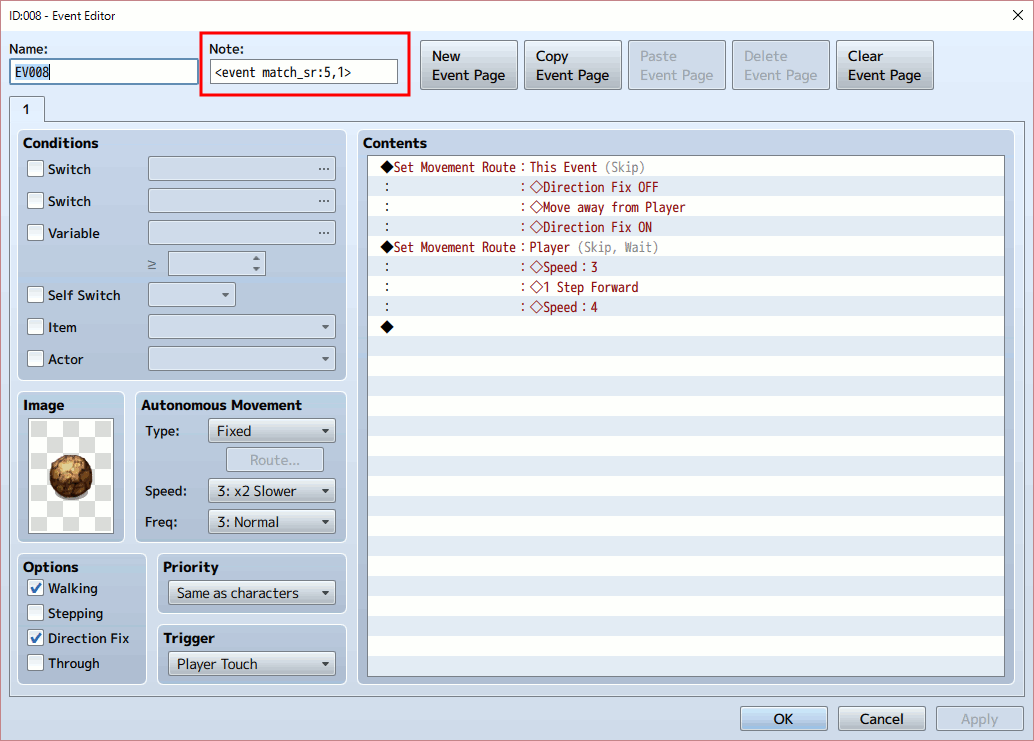 ID:008 - Event Editor
Name:
EV008
Note:
<event match_sr:5,1>
New
Event Page
Copy
Event Page
Paste
Event Page
Delete
Event Page
Clear
Event Page
1
Conditions
Switch
...
Switch
...
Variable
...
≥
Self Switch
Item
Actor
Image
Autonomous Movement
Type:
Fixed
Route...
Speed:
3: x2 Slower
Freq:
3: Normal
Options
Walking
Stepping
Direction Fix
Through
Priority
Same as characters
Trigger
Player Touch
Contents
◆Set Movement Route：This Event (Skip)
：　　　　　　　　　：◇Direction Fix OFF
：　　　　　　　　　：◇Move away from Player
：　　　　　　　　　：◇Direction Fix ON
◆Set Movement Route：Player (Skip, Wait)
：　　　　　　　　　：◇Speed：3
：　　　　　　　　　：◇1 Step Forward
：　　　　　　　　　：◇Speed：4
◆
OK
Cancel
Apply